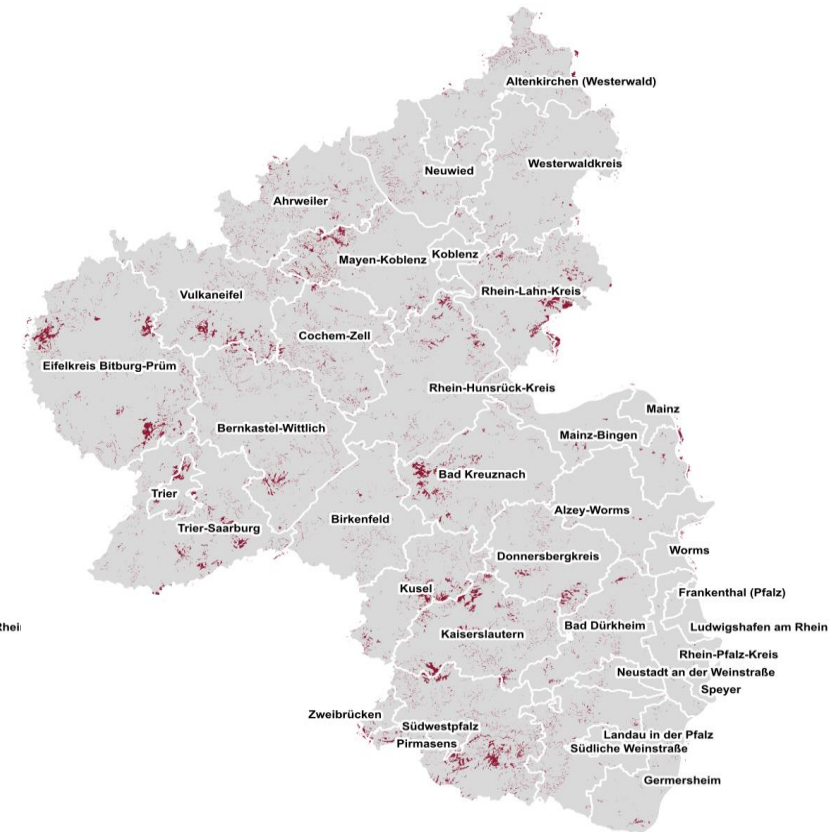 Altenkirchen (Westerwald)
Westerwaldkreis
Neuwied
Ahrweiler
Koblenz
Mayen-Koblenz
Rhein-Lahn-Kreis
Vulkaneifel
Cochem-Zell
Eifelkreis Bitburg-Prüm
Rhein-Hunsrück-Kreis
Mainz
Bernkastel-Wittlich
Mainz-Bingen
Bad Kreuznach
Trier
Alzey-Worms
Birkenfeld
Trier-Saarburg
Worms
Donnersbergkreis
Kusel
Frankenthal (Pfalz)
Rhei
Bad Dürkheim
Ludwigshafen am Rhein
Kaiserslautern
Rhein-Pfalz-Kreis
Neustadt an der Weinstraße
Speyer
Zweibrücken
Südwestpfalz
Landau in der Pfalz
Pirmasens
Südliche Weinstraße
Germersheim